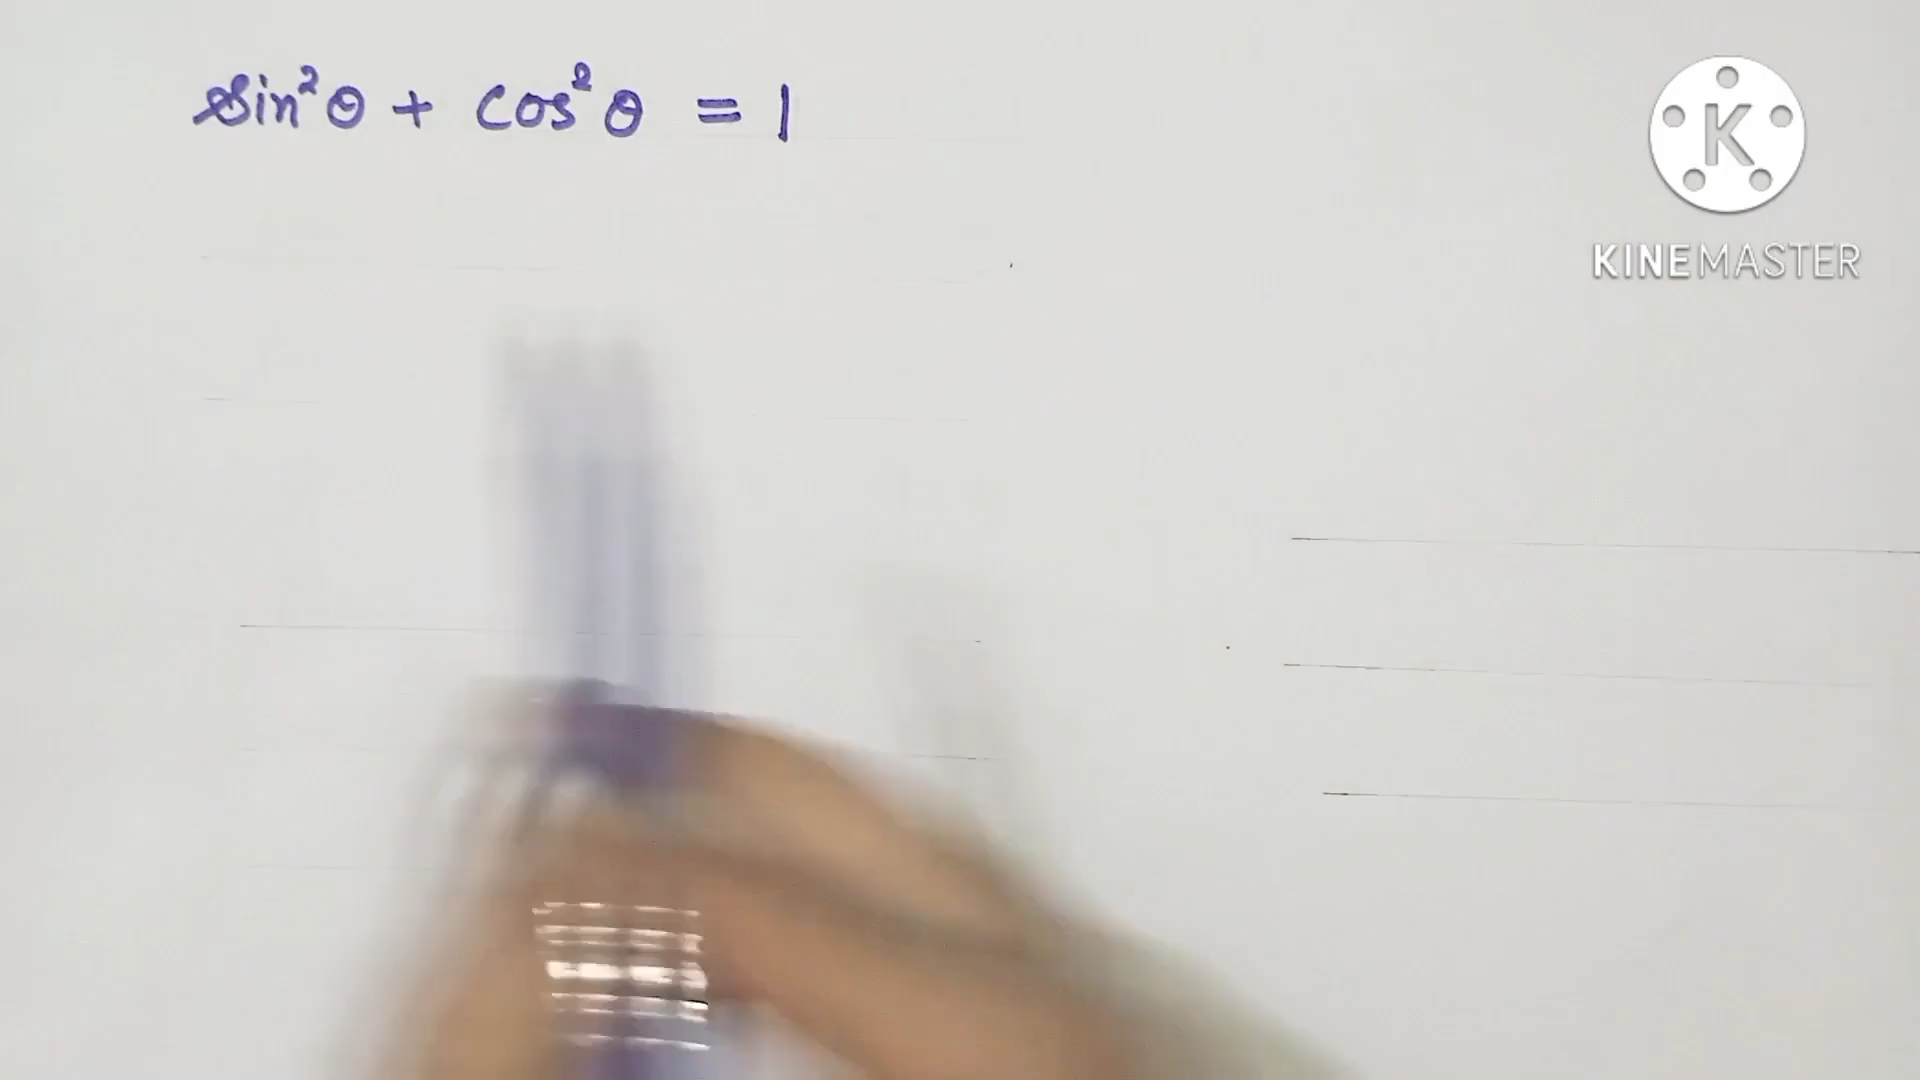 sin²θ + cos²θ = 1
K
KINEMASTER